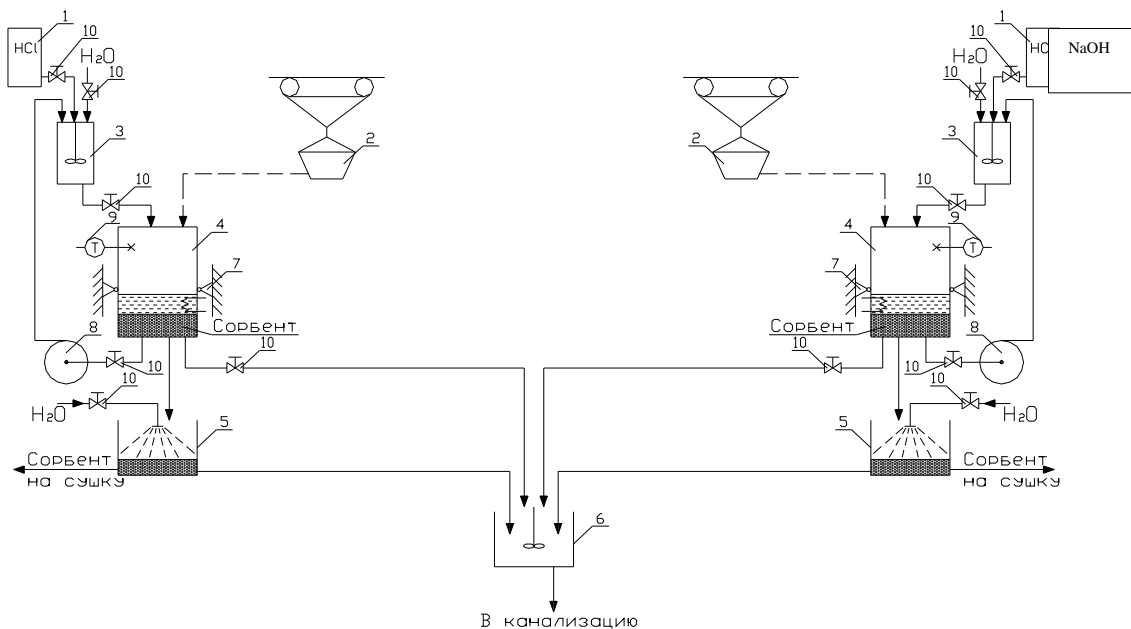 1
10
HCl
H₂O
10
3
2
10
9
T
4
7
Сорбент
8
10
10
10
H₂O
5
Сорбент
на сушку
1
10
HC
NaOH
H₂O
10
3
2
10
9
T
4
7
Сорбент
8
10
10
10
H₂O
5
Сорбент
на сушку
6
В канализацию